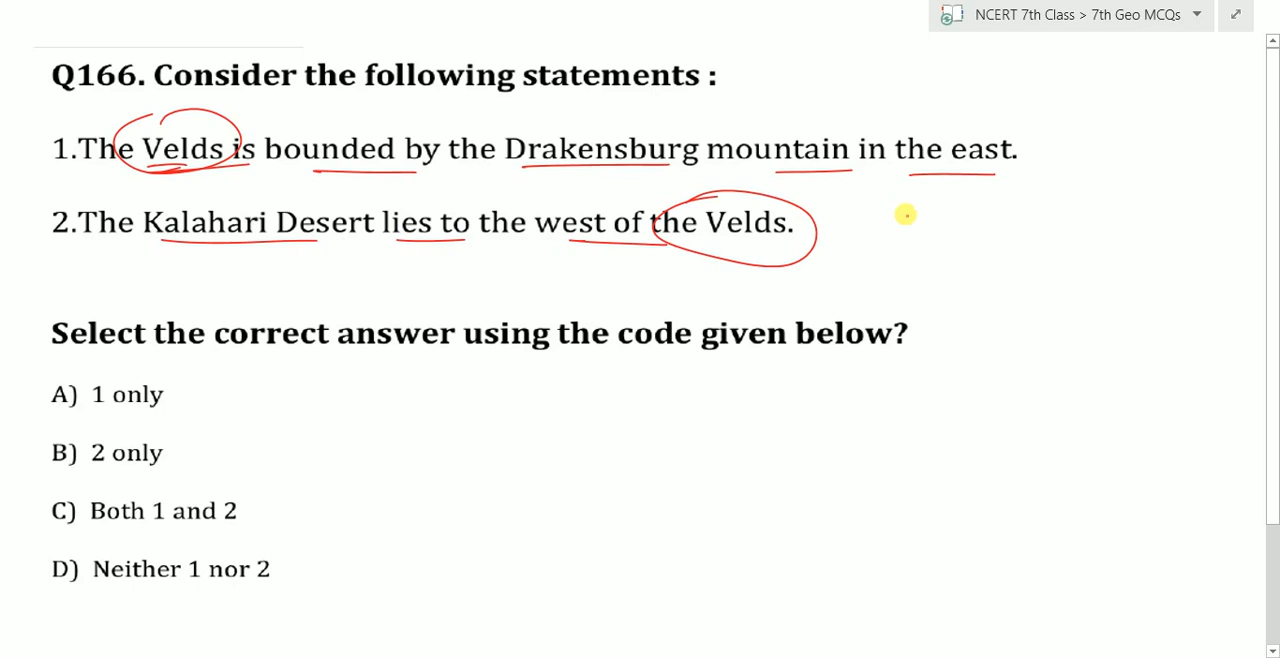 NCERT 7th Class > 7th Geo MCQs
Q166. Consider the following statements :
1.The Velds is bounded by the Drakensburg mountain in the east.
2.The Kalahari Desert lies to the west of the Velds.
Select the correct answer using the code given below?
A) 1 only
B) 2 only
C) Both 1 and 2
D) Neither 1 nor 2